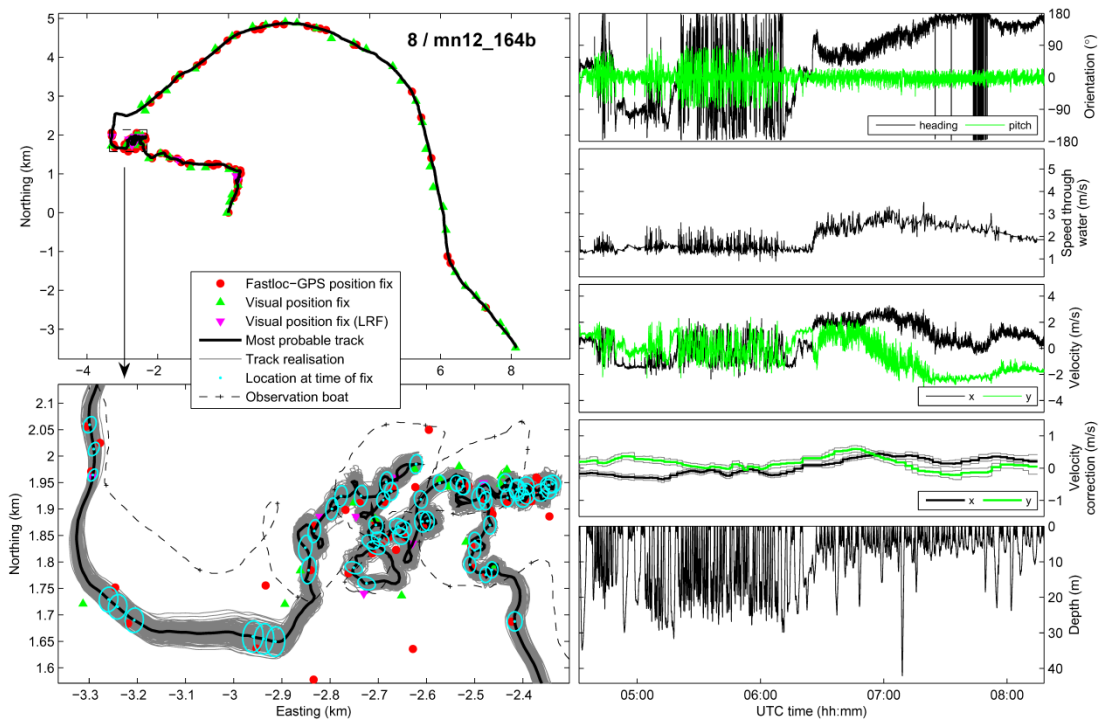 8 / mn12_164b
Northing (km)
5
4
3
2
1
0
−1
−2
−3
−4
−2
6
8
Fastloc-GPS position fix
Visual position fix
Visual position fix (LRF)
Most probable track
Track realisation
Location at time of fix
Observation boat
Northing (km)
2.1
2.05
2
1.95
1.9
1.85
1.8
1.75
1.7
1.65
1.6
−3.3 −3.2 −3.1 −3 −2.9 −2.8 −2.7 −2.6 −2.5 −2.4
Easting (km)
180
90
0
−90
−180
Orientation (°)
heading pitch
5
4
3
2
1
Speed through
water (m/s)
4
2
0
−2
−4
Velocity (m/s)
x y
1
0
−1
Velocity
correction (m/s)
x y
0
10
20
30
40
Depth (m)
05:00 06:00 07:00 08:00
UTC time (hh:mm)